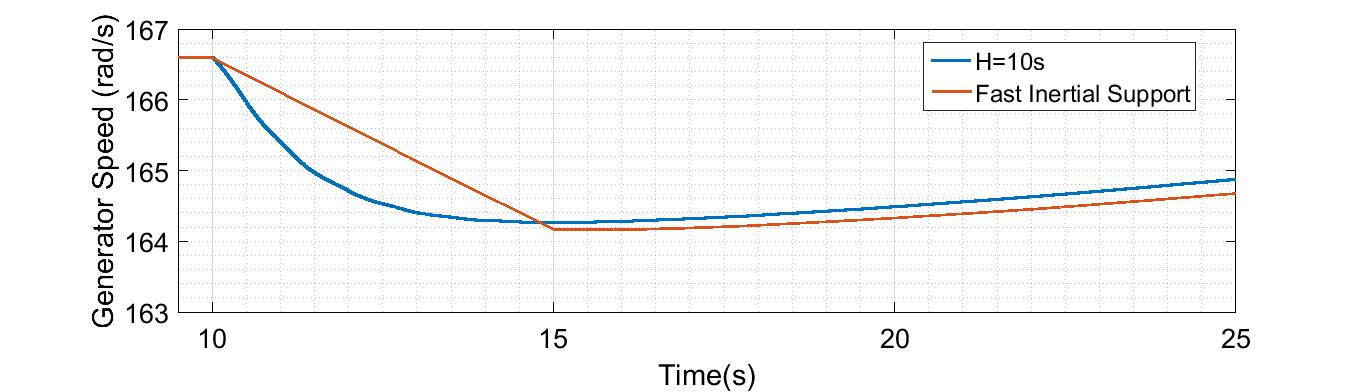 Generator Speed (rad/s)
167
166
165
164
163
10
15
20
25
Time(s)
H=10s
Fast Inertial Support